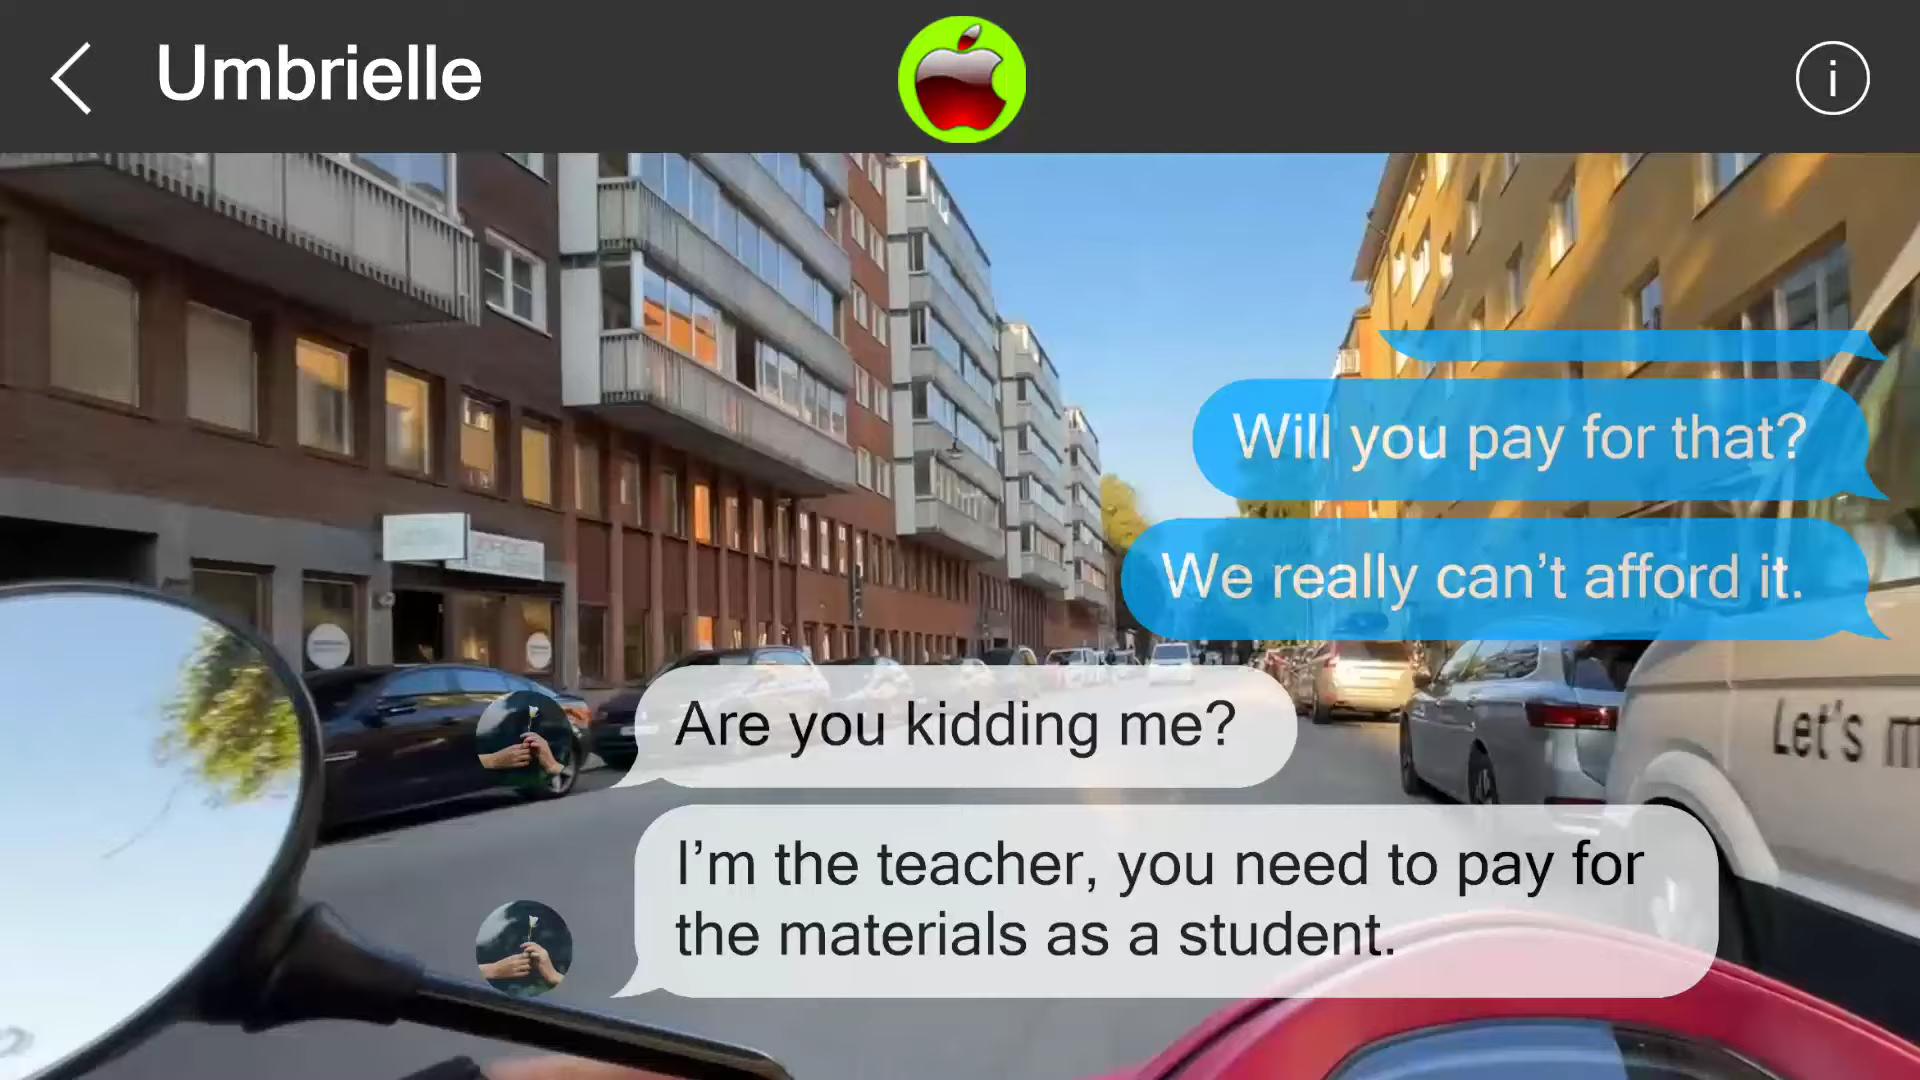 Umbrielle
Will you pay for that?
We really can’t afford it.
Are you kidding me?
I’m the teacher, you need to pay for
the materials as a student.
Let's